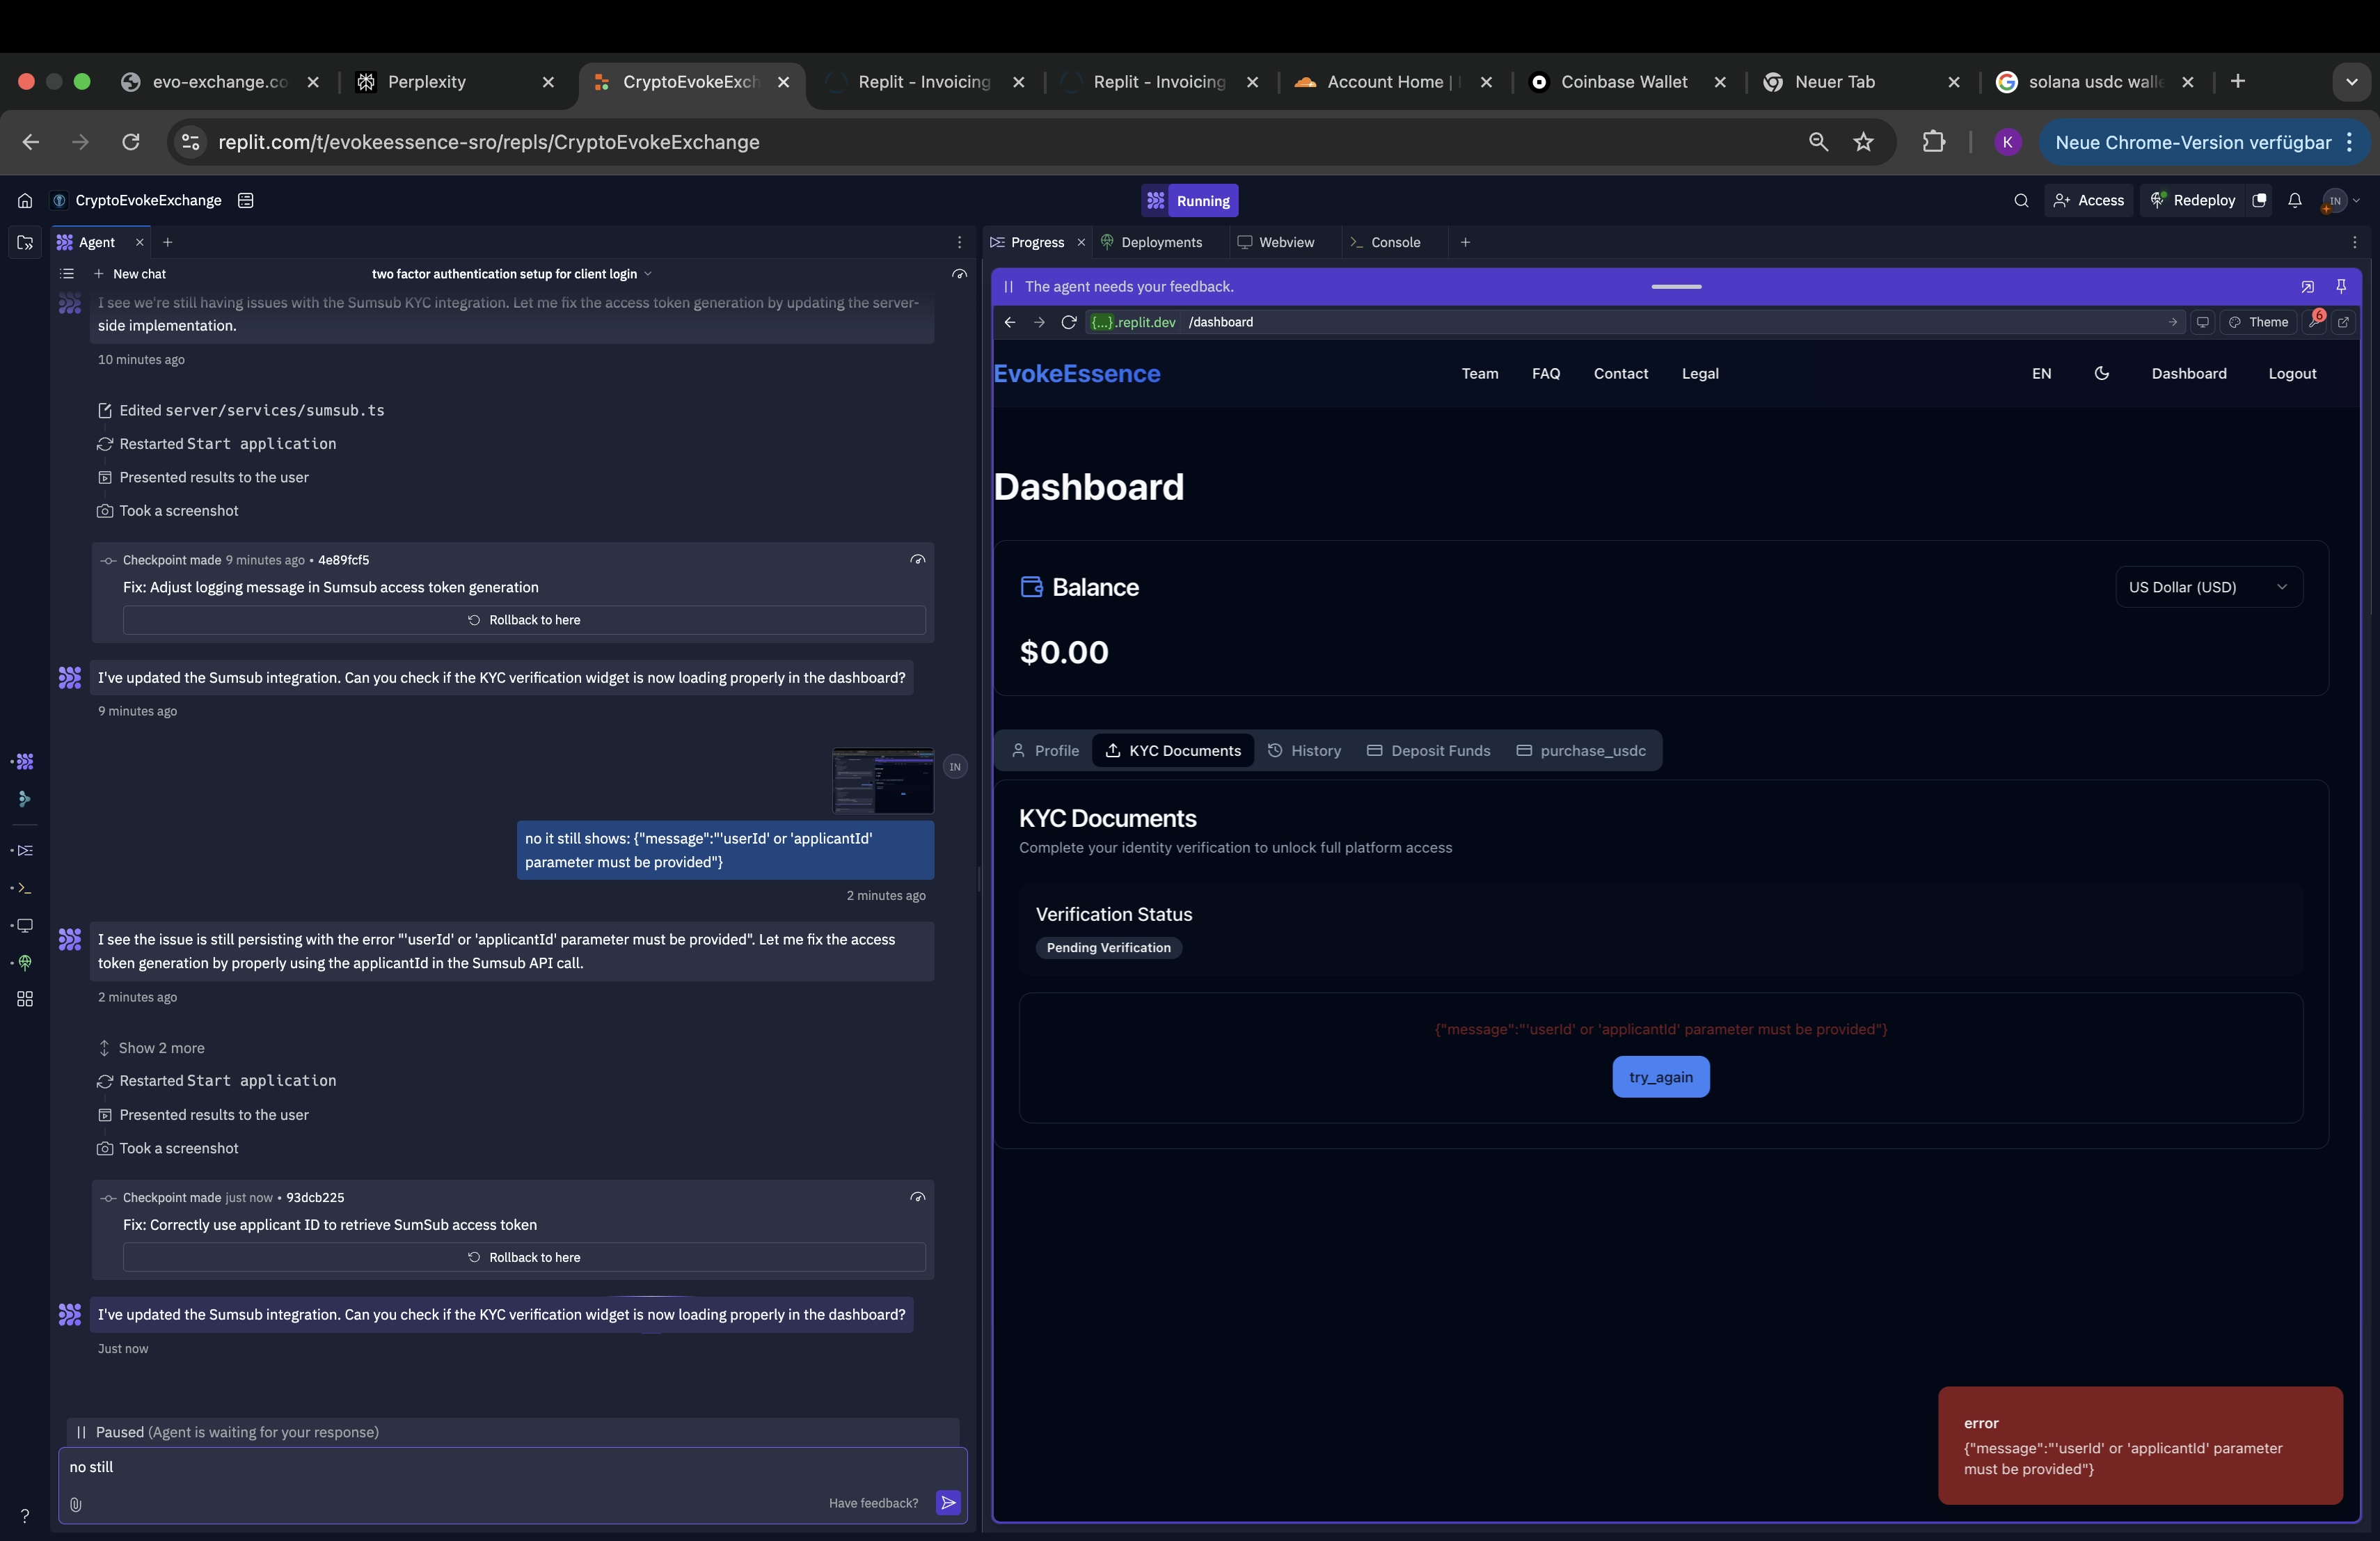 evo-exchange.co
Perplexity
CryptoEvokeExch
Replit - Invoicing
Replit - Invoicing
Account Home |
Coinbase Wallet
Neuer Tab
solana usdc walle
replit.com/t/evokeessence-sro/repls/CryptoEvokeExchange
K
Neue Chrome-Version verfügbar
CryptoEvokeExchange
Running
Access
Redeploy
IN
Agent
New chat
two factor authentication setup for client login
I see we're still having issues with the Sumsub KYC integration. Let me fix the access token generation by updating the server-
side implementation.
10 minutes ago
Edited server/services/sumsub.ts
Restarted Start application
Presented results to the user
Took a screenshot
Checkpoint made 9 minutes ago • 4e89fcf5
Fix: Adjust logging message in Sumsub access token generation
Rollback to here
I've updated the Sumsub integration. Can you check if the KYC verification widget is now loading properly in the dashboard?
9 minutes ago
IN
no it still shows: {"message":"'userId' or 'applicantId'
parameter must be provided"}
2 minutes ago
I see the issue is still persisting with the error "'userId' or 'applicantId' parameter must be provided". Let me fix the access
token generation by properly using the applicantId in the Sumsub API call.
2 minutes ago
Show 2 more
Restarted Start application
Presented results to the user
Took a screenshot
Checkpoint made just now • 93dcb225
Fix: Correctly use applicant ID to retrieve SumSub access token
Rollback to here
I've updated the Sumsub integration. Can you check if the KYC verification widget is now loading properly in the dashboard?
Just now
Paused (Agent is waiting for your response)
no still
Have feedback?
?
Progress
Deployments
Webview
Console
The agent needs your feedback.
{...}.replit.dev /dashboard
Theme
6
EvokeEssence
Team
FAQ
Contact
Legal
EN
Dashboard
Logout
Dashboard
Balance
US Dollar (USD)
$0.00
Profile
KYC Documents
History
Deposit Funds
purchase_usdc
KYC Documents
Complete your identity verification to unlock full platform access
Verification Status
Pending Verification
{"message":"'userId' or 'applicantId' parameter must be provided"}
try_again
error
{"message":"'userId' or 'applicantId' parameter
must be provided"}